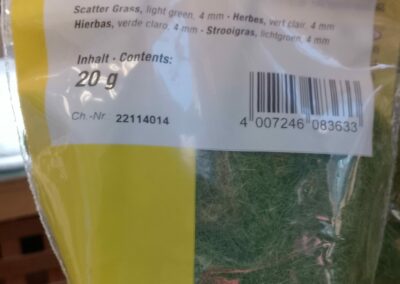 Scatter Grass, light green, 4 mm · Herbes, vert clair, 4 mm
Hierbas, verde claro, 4 mm · Strooigras, lichtgroen, 4 mm
Inhalt · Contents:
20 g
Ch.-Nr. 22114014
4 007246 083633